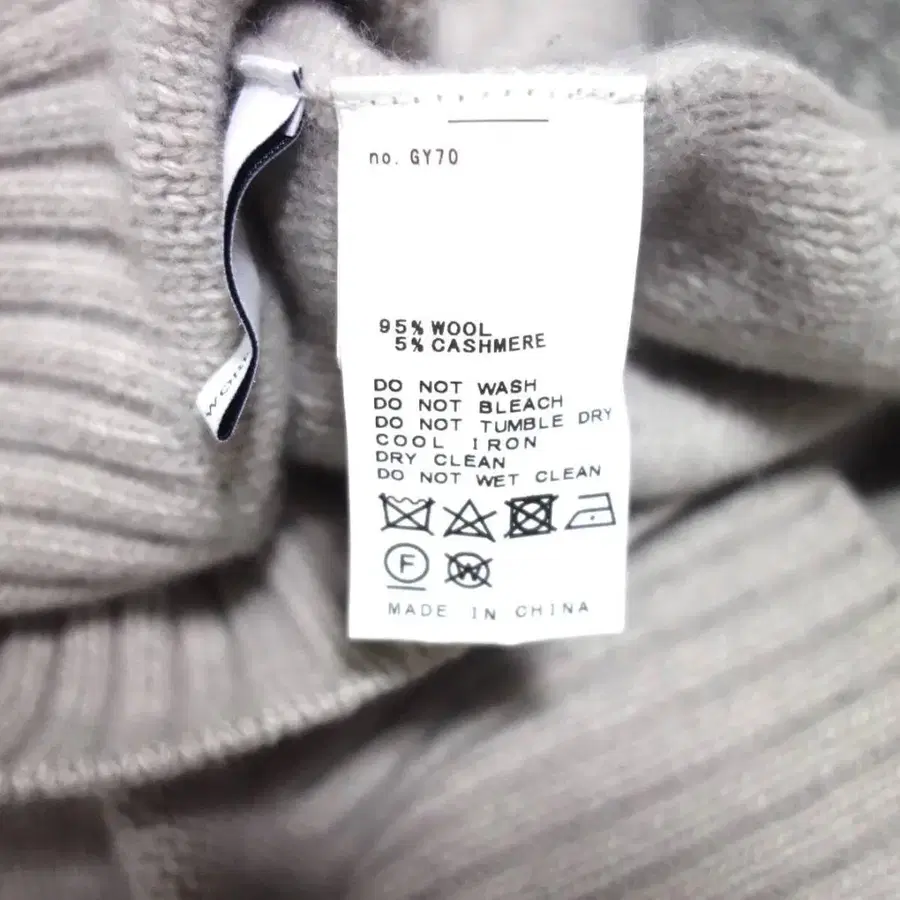 no. GY70
95% WOOL
5% CASHMERE
DO NOT WASH
DO NOT BLEACH
DO NOT TUMBLE DRY
COOL IRON
DRY CLEAN
DO NOT WET CLEAN
F W
MADE IN CHINA